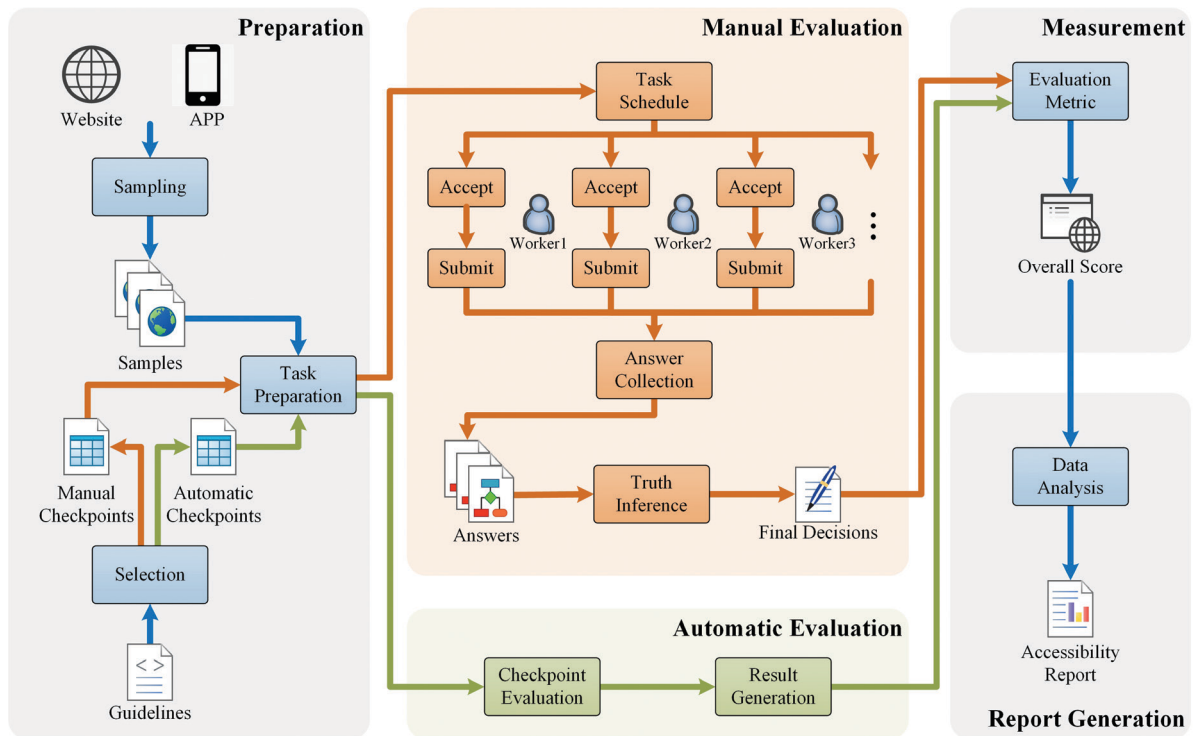 Preparation
Website
APP
Sampling
Samples
Task
Preparation
Manual
Checkpoints
Automatic
Checkpoints
Selection
< >
Guidelines
Manual Evaluation
Task
Schedule
Accept
Accept
Accept
Worker1
Worker2
Worker3
Submit
Submit
Submit
Answer
Collection
Answers
Truth
Inference
Final Decisions
Automatic Evaluation
Checkpoint
Evaluation
Result
Generation
Measurement
Evaluation
Metric
Overall Score
Data
Analysis
Accessibility
Report
Report Generation